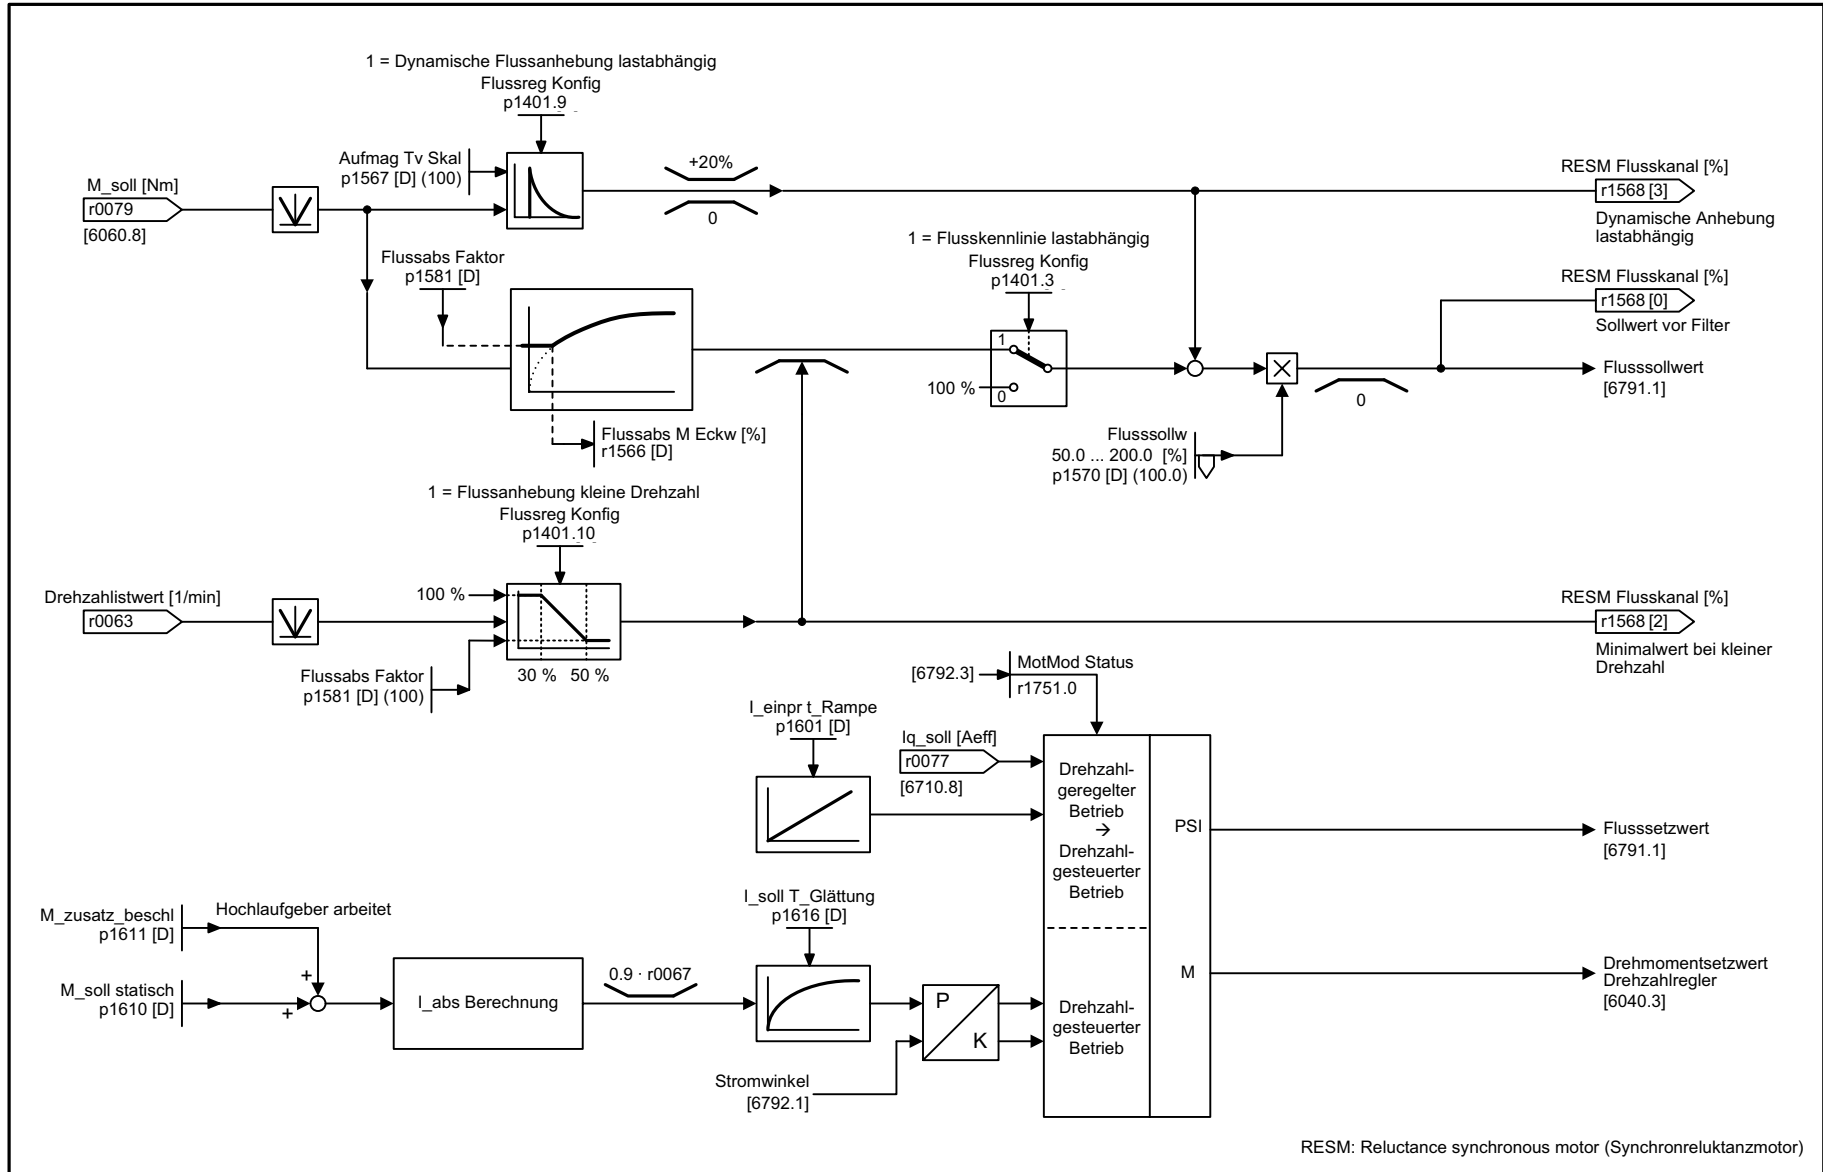 1 = Dynamische Flussanhebung lastabhängig
Flussreg Konfig
p1401.9
Aufmag Tv Skal
p1567 [D] (100)
+20%
0
M_soll [Nm]
r0079
[6060.8]
RESM Flusskanal [%]
r1568 [3]
Dynamische Anhebung
lastabhängig
Flussabs Faktor
p1581 [D]
1 = Flusskennlinie lastabhängig
Flussreg Konfig
p1401.3
1
100 %
0
RESM Flusskanal [%]
r1568 [0]
Sollwert vor Filter
Flusssollwert
[6791.1]
0
Flussabs M Eckw [%]
r1566 [D]
Flusssollw
50.0 ... 200.0 [%]
p1570 [D] (100.0)
1 = Flussanhebung kleine Drehzahl
Flussreg Konfig
p1401.10
100 %
Drehzahlistwert [1/min]
r0063
Flussabs Faktor
p1581 [D] (100)
30 % 50 %
RESM Flusskanal [%]
r1568 [2]
Minimalwert bei kleiner
Drehzahl
[6792.3]
MotMod Status
r1751.0
I_einpr t_Rampe
p1601 [D]
Iq_soll [Aeff]
r0077
[6710.8]
Drehzahl-
geregelter
Betrieb
→
Drehzahl-
gesteuerter
Betrieb
PSI
Flusssetzwert
[6791.1]
M_zusatz_beschl
p1611 [D]
Hochlaufgeber arbeitet
+
M_soll statisch
p1610 [D]
+
I_abs Berechnung
0.9 · r0067
I_soll T_Glättung
p1616 [D]
P
K
Stromwinkel
[6792.1]
Drehzahl-
gesteuerter
Betrieb
M
Drehmomentsetzwert
Drehzahlregler
[6040.3]
RESM: Reluctance synchronous motor (Synchronreluktanzmotor)